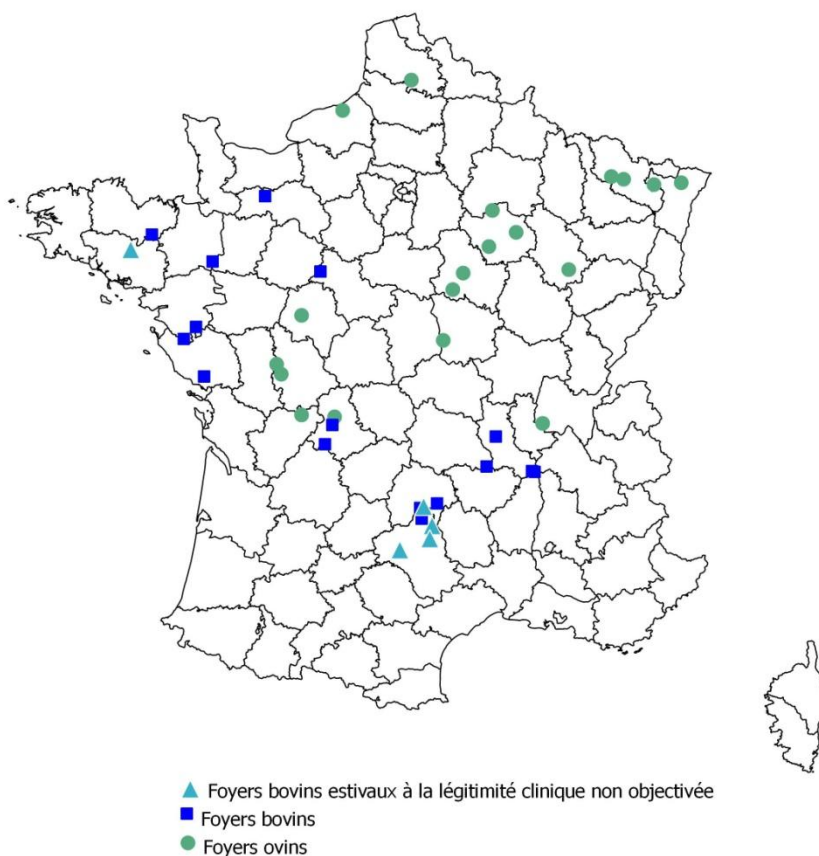 Foyers bovins estivaux à la légitimité clinique non objectivée
Foyers bovins
Foyers ovins